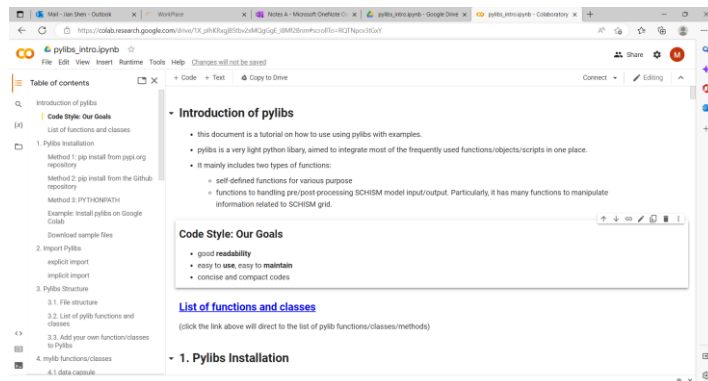 Mail - Jian Shen - Outlook
WorkPlace
Notes A - Microsoft OneNote O
pylibs_intro.ipynb - Google Drive
pylibs_intro.ipynb - Colaboratory
pylibs_intro.ipynb
File Edit View Insert Runtime Tools Help Changes will not be saved
Share
M
Table of contents
+ Code + Text Copy to Drive
Connect
Editing
Introduction of pylibs
Code Style: Our Goals
List of functions and classes
1. Pylibs Installation
Method 1: pip install from pypi.org
repository
Method 2: pip install from the Github
repository
Method 3: PYTHONPATH
Example: Install pylibs on Google
Colab
Download sample files
2. Import Pylibs
explicit import
implicit import
3. Pylibs Structure
3.1. File structure
3.2. List of pylib functions and
classes
3.3. Add your own function/classes
to Pylibs
4. mylib functions/classes
4.1 data capsule
Introduction of pylibs
• this document is a tutorial on how to use using pylibs with examples.
• pylibs is a very light python libary, aimed to integrate most of the frequently used functions/objects/scripts in one place.
• It mainly includes two types of functions:
self-defined functions for various purpose
functions to handling pre/post-processing SCHISM model input/output. Particularly, it has many functions to manipulate
information related to SCHISM grid.
Code Style: Our Goals
• good readability
• easy to use, easy to maintain
• concise and compact codes
List of functions and classes
(click the link above will direct to the list of pylib functions/classes/methods)
1. Pylibs Installation